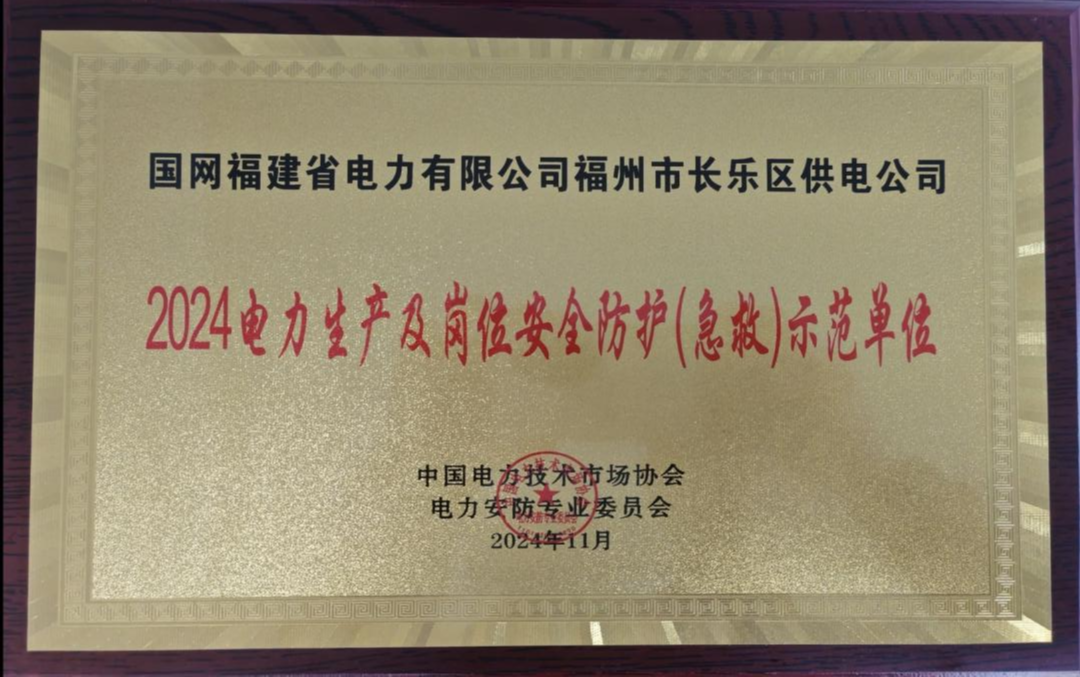 国网福建省电力有限公司福州市长乐区供电公司
2024电力生产及岗位安全防护(急救)示范单位
中国电力技术市场协会
电力安防专业委员会
2024年11月